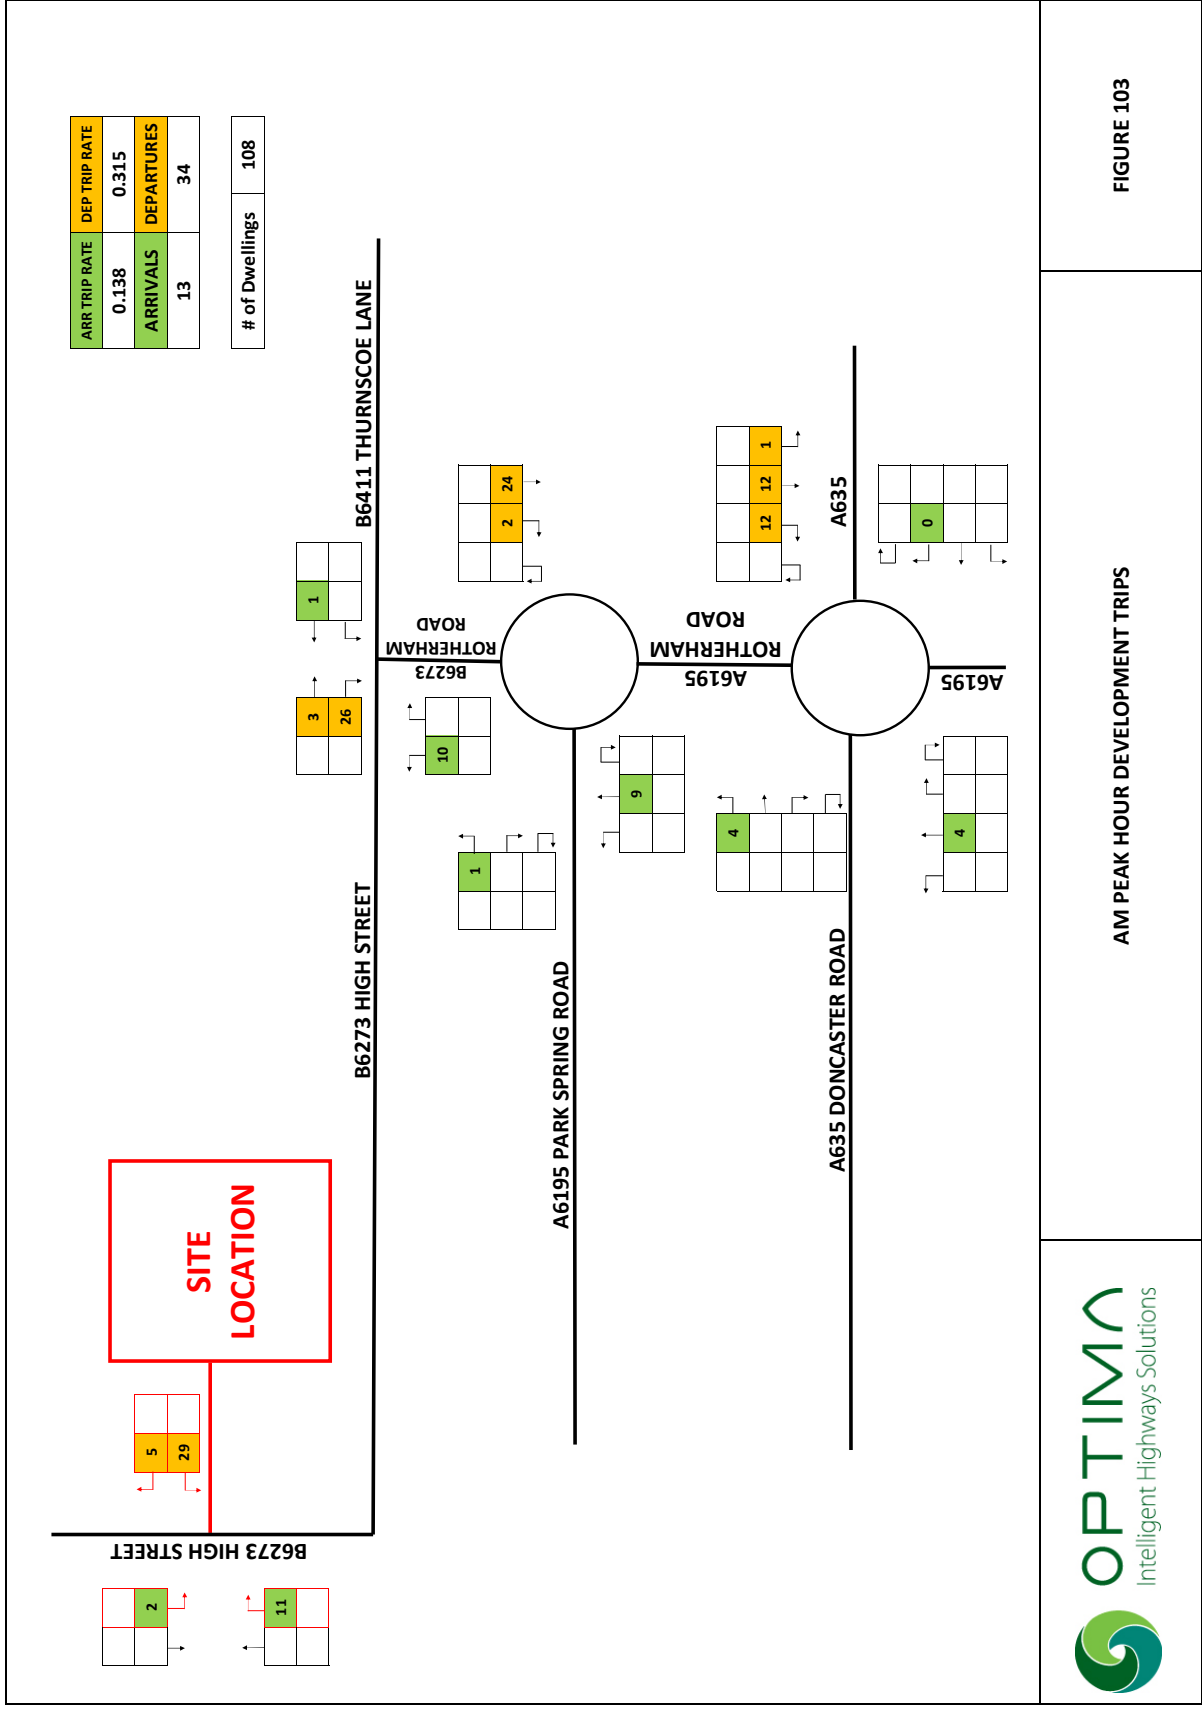 ARR TRIP RATE DEP TRIP RATE
0.138 0.315
ARRIVALS DEPARTURES
13 34
# of Dwellings 108
SITE
LOCATION
5
29
B6273 HIGH STREET
2
11
B6273 HIGH STREET
B6411 THURNSCOE LANE
3
26
1
B6273
ROTHERHAM
ROAD
10
2 24
1
A6195 PARK SPRING ROAD
9
A6195
ROTHERHAM
ROAD
12 12 1
4
A635 DONCASTER ROAD
A635
0
A6195
4
OPTIMA
Intelligent Highways Solutions
AM PEAK HOUR DEVELOPMENT TRIPS
FIGURE 103